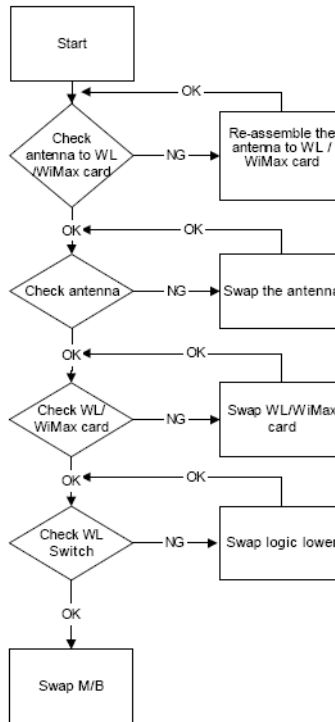 Start
OK
Check
antenna to WL
/WiMax card
NG
Re-assemble the
antenna to WL /
WiMax card
OK
OK
Check antenna
NG
Swap the antenna
OK
OK
Check WL/
WiMax card
NG
Swap WL/WiMax
card
OK
OK
Check WL
Switch
NG
Swap logic lower
OK
Swap M/B